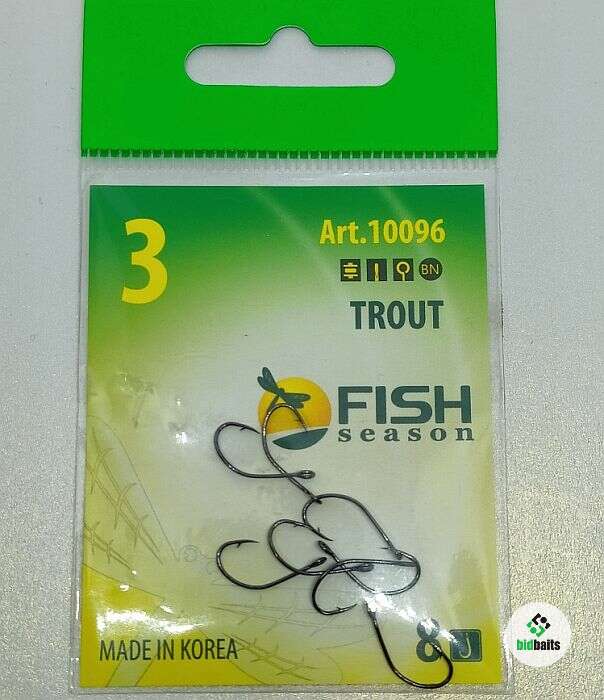 3
Art.10096
BN
TROUT
FISH
season
MADE IN KOREA
8
bidbaits